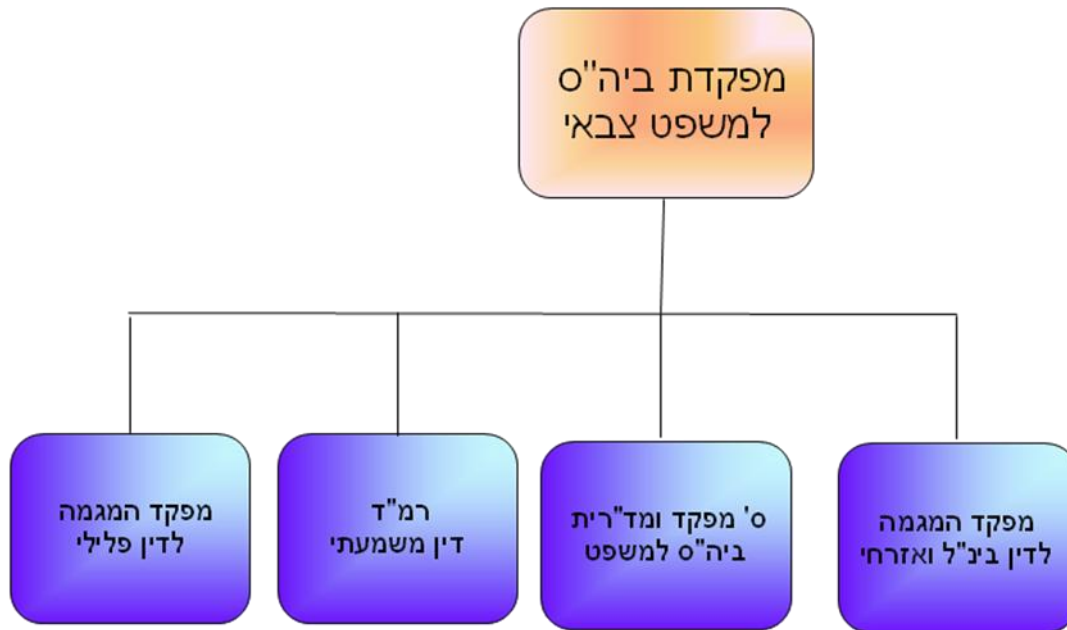 מפקדת ביה"ס
למשפט צבאי
מפקד המגמה
לדין בינ"ל ואזרחי
ס' מפקד ומד"רית
ביה"ס למשפט
רמ"ד
דין משמעתי
מפקד המגמה
לדין פלילי